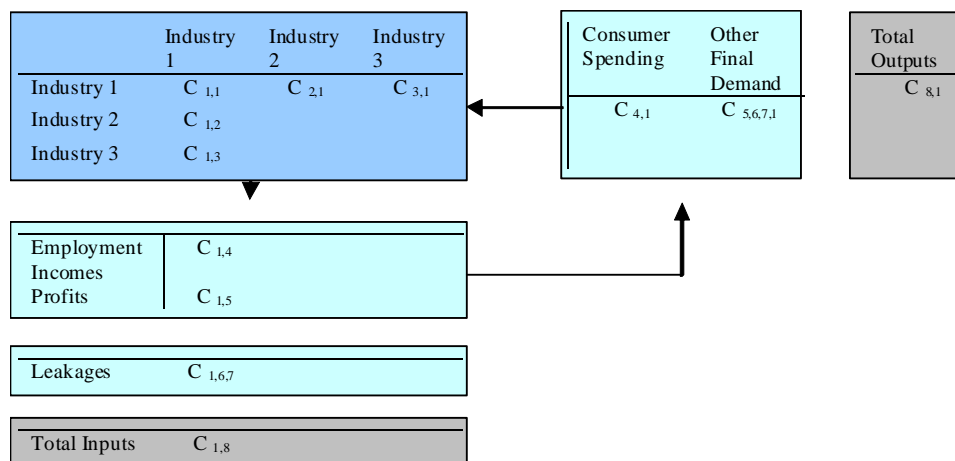 Industry 1 Industry 2 Industry 3
Industry 1 C 1,1 C 2,1 C 3,1
Industry 2 C 1,2
Industry 3 C 1,3
Consumer Spending Other Final Demand
C 4,1 C 5,6,7,1
Total Outputs
C 8,1
Employment Incomes C 1,4
Profits C 1,5
Leakages C 1,6,7
Total Inputs C 1,8